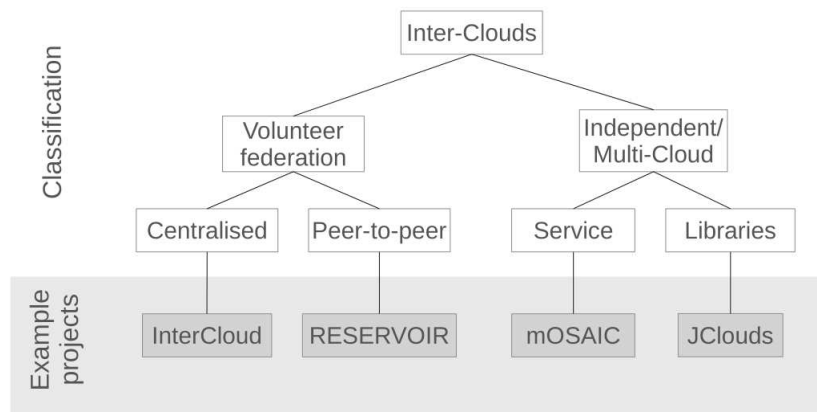 Classification
Inter-Clouds
Volunteer
federation
Independent/
Multi-Cloud
Centralised
Peer-to-peer
Service
Libraries
Example
projects
InterCloud
RESERVOIR
mOSAIC
JClouds